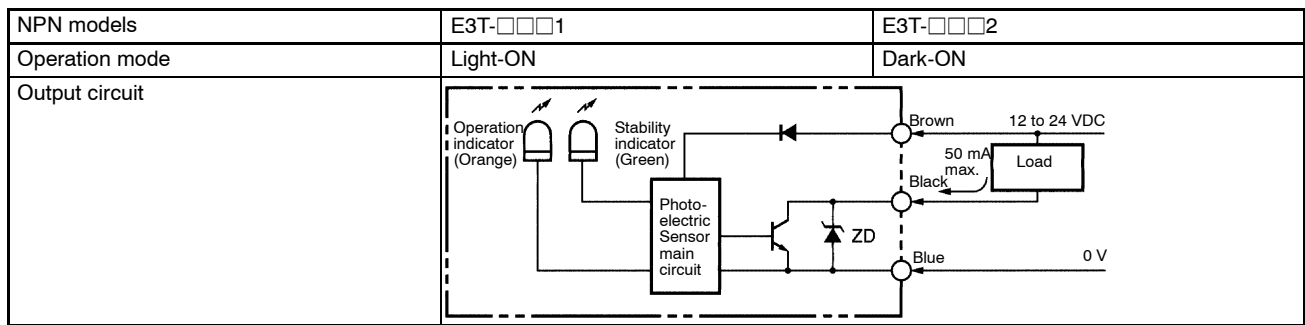 NPN models
E3T-□□□1
E3T-□□□2
Operation mode
Light-ON
Dark-ON
Output circuit
Operation
indicator
(Orange)
Stability
indicator
(Green)
Brown
12 to 24 VDC
50 mA
max.
Load
Black
Photo-
electric
Sensor
main
circuit
ZD
Blue
0 V